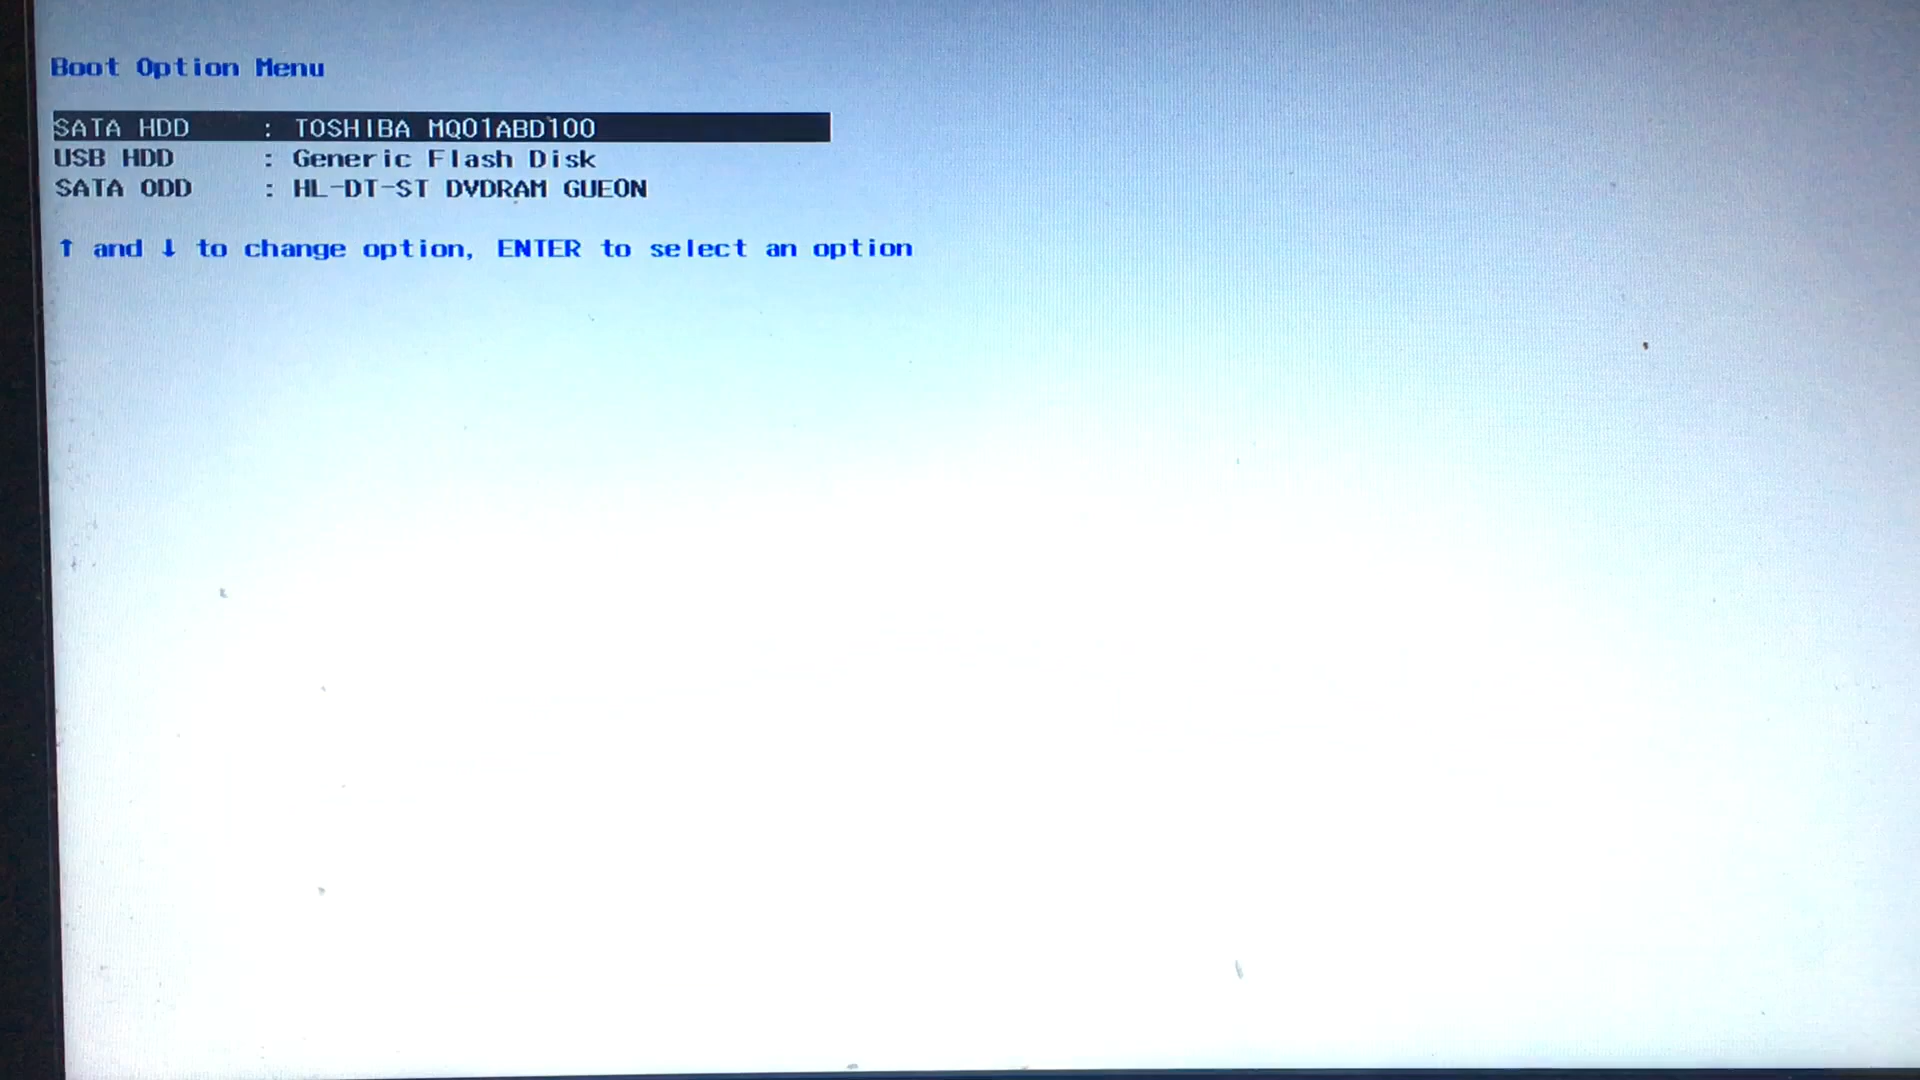 Boot Option Menu
SATA HDD : TOSHIBA MQ01ABD100
USB HDD : Generic Flash Disk
SATA ODD : HL-DT-ST DVDRAM GUE0N
↑ and ↓ to change option, ENTER to select an option